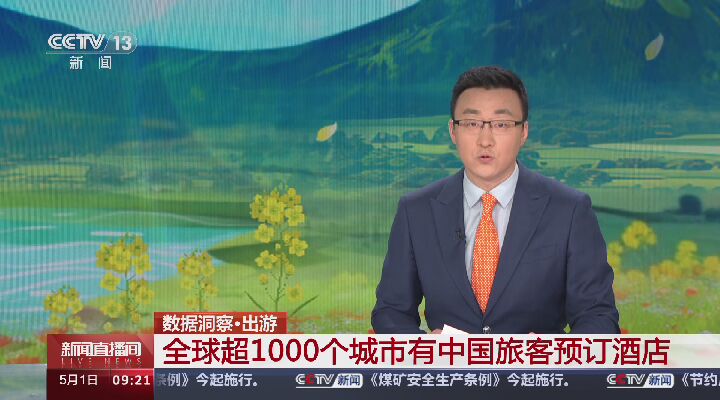 CCTV 13
新闻
数据洞察·出游
新闻直播间
LIVE NEWS
全球超1000个城市有中国旅客预订酒店
5月1日 09:21
条例》今起施行。 CCTV新闻 《煤矿安全生产条例》今起施行。 CCTV新闻 《节约